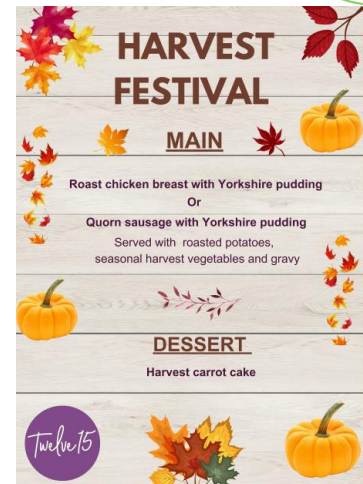 HARVEST
FESTIVAL
MAIN
Roast chicken breast with Yorkshire pudding
Or
Quorn sausage with Yorkshire pudding
Served with roasted potatoes,
seasonal harvest vegetables and gravy
DESSERT
Harvest carrot cake
Twelve15